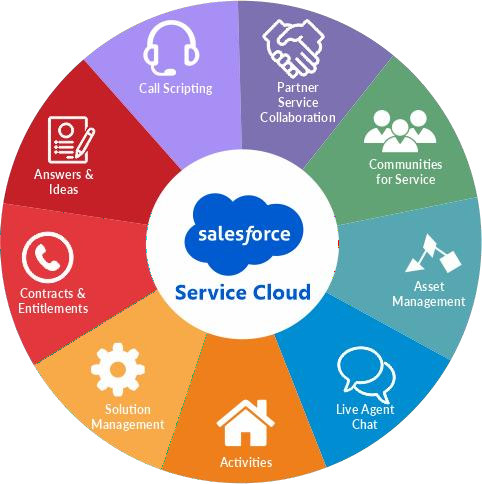 Call Scripting
Partner
Service
Collaboration
Communities
for Service
Asset
Management
Live Agent
Chat
Activities
Solution
Management
Contracts &
Entitlements
Answers &
Ideas
salesforce
Service Cloud